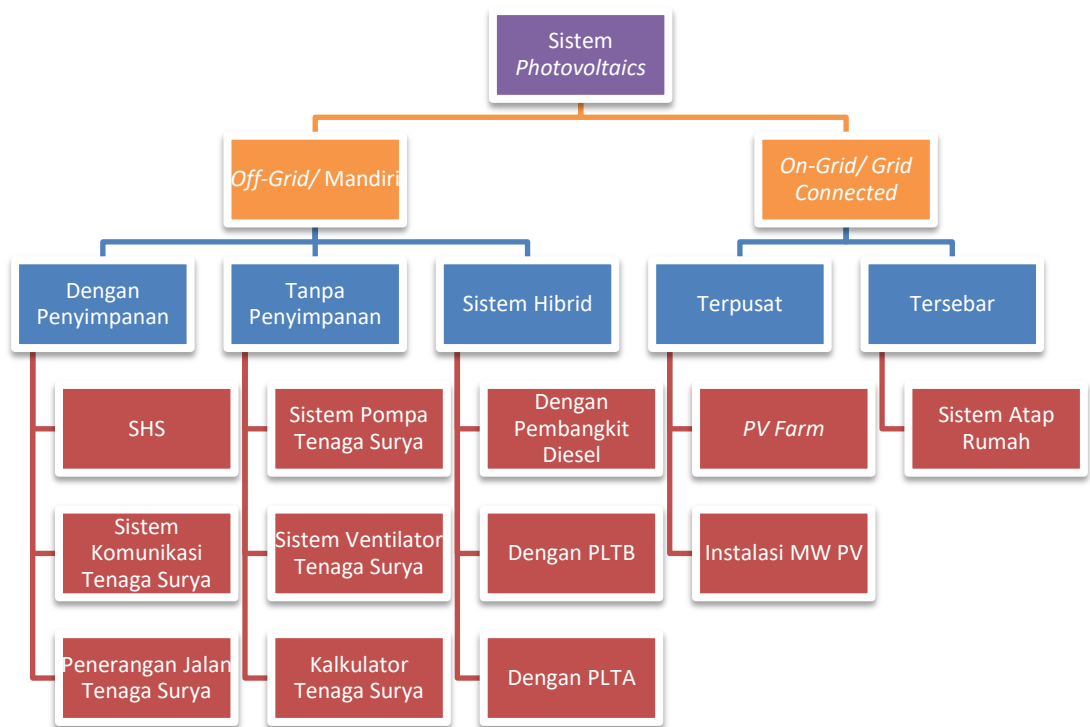 Sistem
Photovoltaics
Off-Grid/ Mandiri
On-Grid/ Grid
Connected
Dengan
Penyimpanan
Tanpa
Penyimpanan
Sistem Hibrid
Terpusat
Tersebar
SHS
Sistem Pompa
Tenaga Surya
Dengan
Pembangkit
Diesel
PV Farm
Sistem Atap
Rumah
Sistem
Komunikasi
Tenaga Surya
Sistem Ventilator
Tenaga Surya
Dengan PLTB
Instalasi MW PV
Penerangan Jalan
Tenaga Surya
Kalkulator
Tenaga Surya
Dengan PLTA